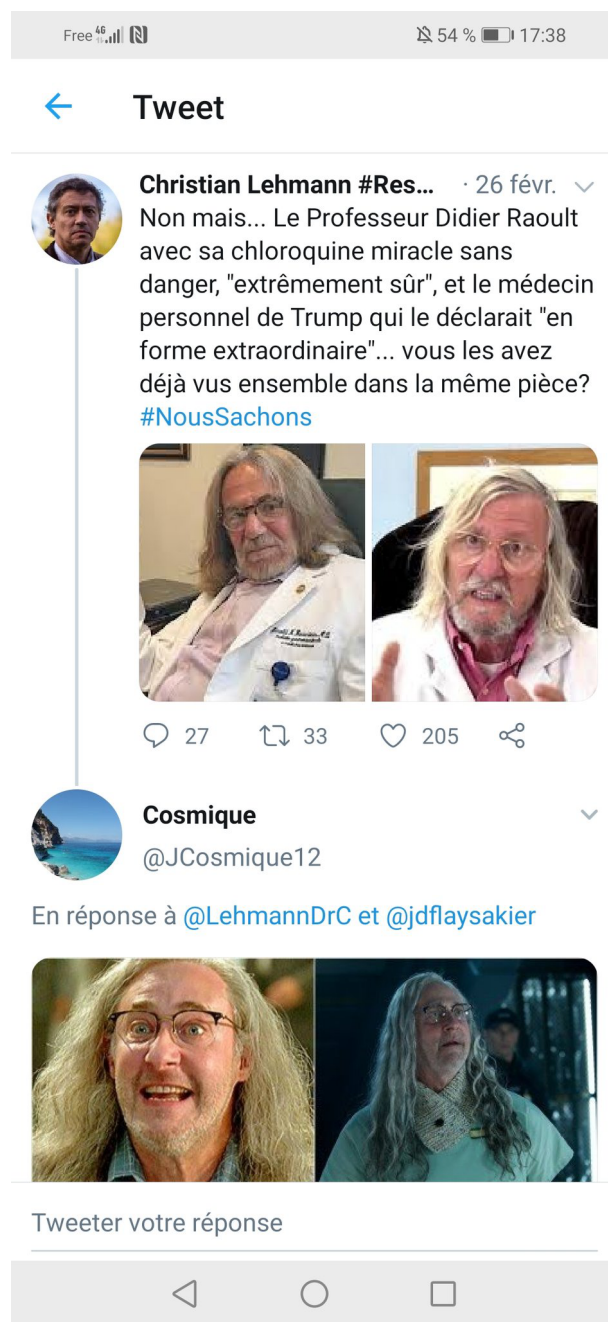 Free 4G 54 % 17:38
Tweet
Christian Lehmann #Res... · 26 févr.
Non mais... Le Professeur Didier Raoult
avec sa chloroquine miracle sans
danger, "extrêmement sûr", et le médecin
personnel de Trump qui le déclarait "en
forme extraordinaire"... vous les avez
déjà vus ensemble dans la même pièce?
#NousSachons
27 33 205
Cosmique
@JCosmique12
En réponse à @LehmannDrC et @jdflaysakier
Tweeter votre réponse